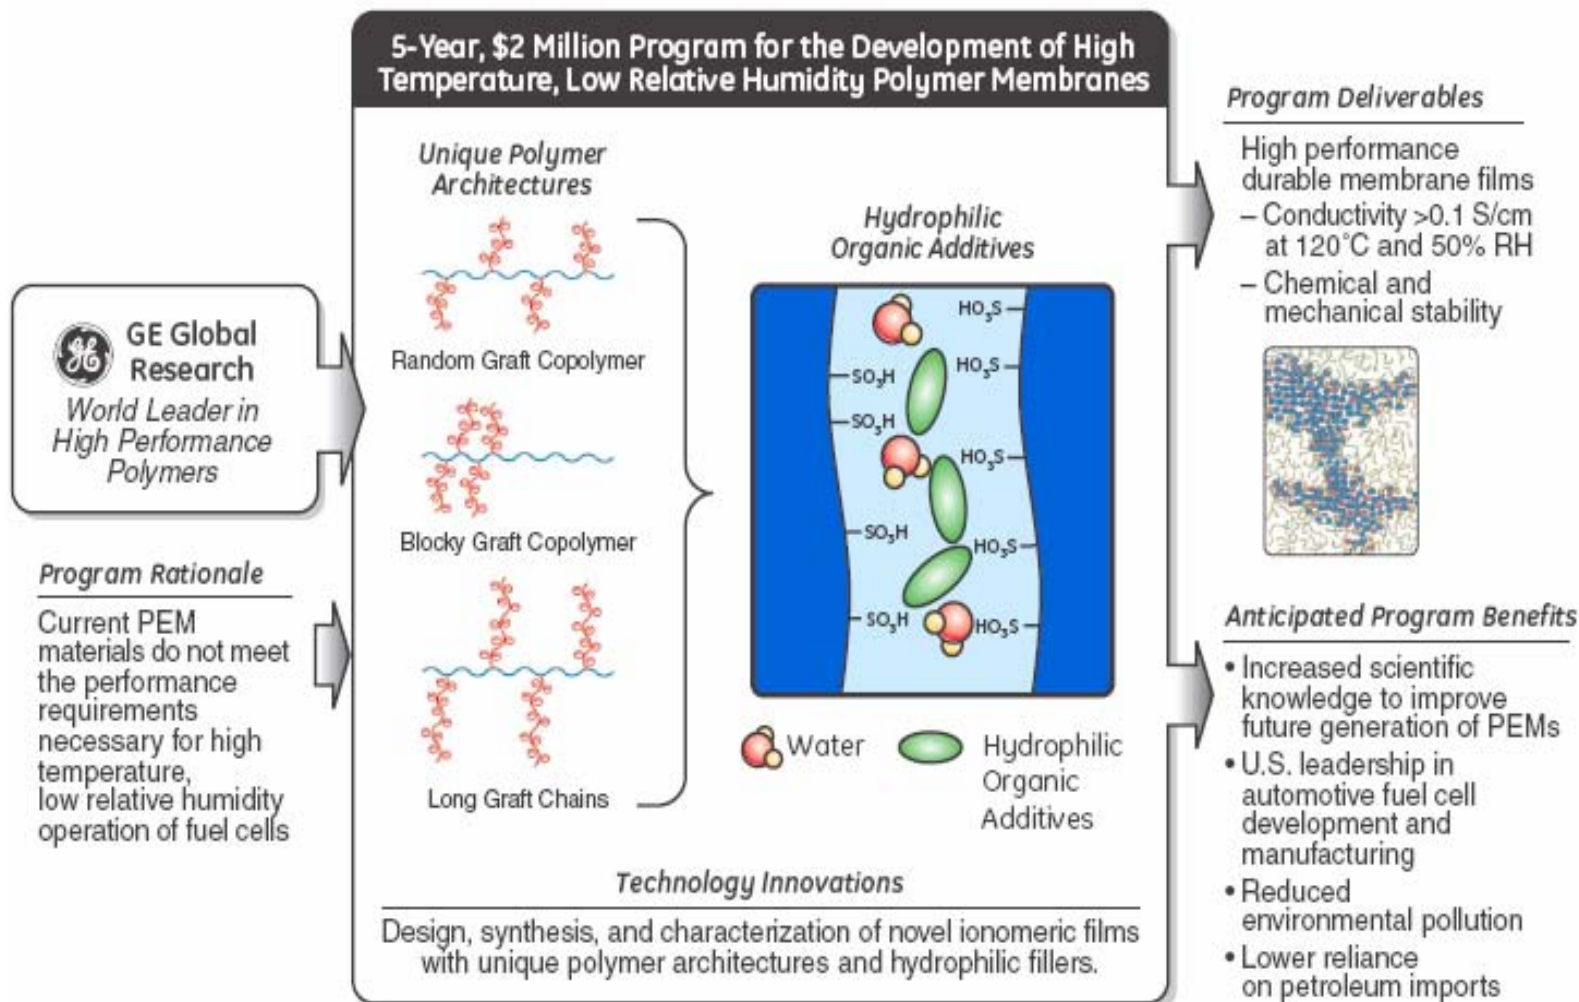 5-Year, $2 Million Program for the Development of High
Temperature, Low Relative Humidity Polymer Membranes
GE Global
Research
World Leader in
High Performance
Polymers
Program Rationale
Current PEM
materials do not meet
the performance
requirements
necessary for high
temperature,
low relative humidity
operation of fuel cells
Unique Polymer
Architectures
Random Graft Copolymer
Blocky Graft Copolymer
Long Graft Chains
Hydrophilic
Organic Additives
HO₃S
HO₃S
SO₃H
SO₃H
HO₃S
SO₃H
HO₃S
SO₃H
HO₃S
Water
Hydrophilic
Organic
Additives
Technology Innovations
Design, synthesis, and characterization of novel ionomeric films
with unique polymer architectures and hydrophilic fillers.
Program Deliverables
High performance
durable membrane films
– Conductivity >0.1 S/cm
at 120˚C and 50% RH
– Chemical and
mechanical stability
Anticipated Program Benefits
• Increased scientific
knowledge to improve
future generation of PEMs
• U.S. leadership in
automotive fuel cell
development and
manufacturing
• Reduced
environmental pollution
• Lower reliance
on petroleum imports